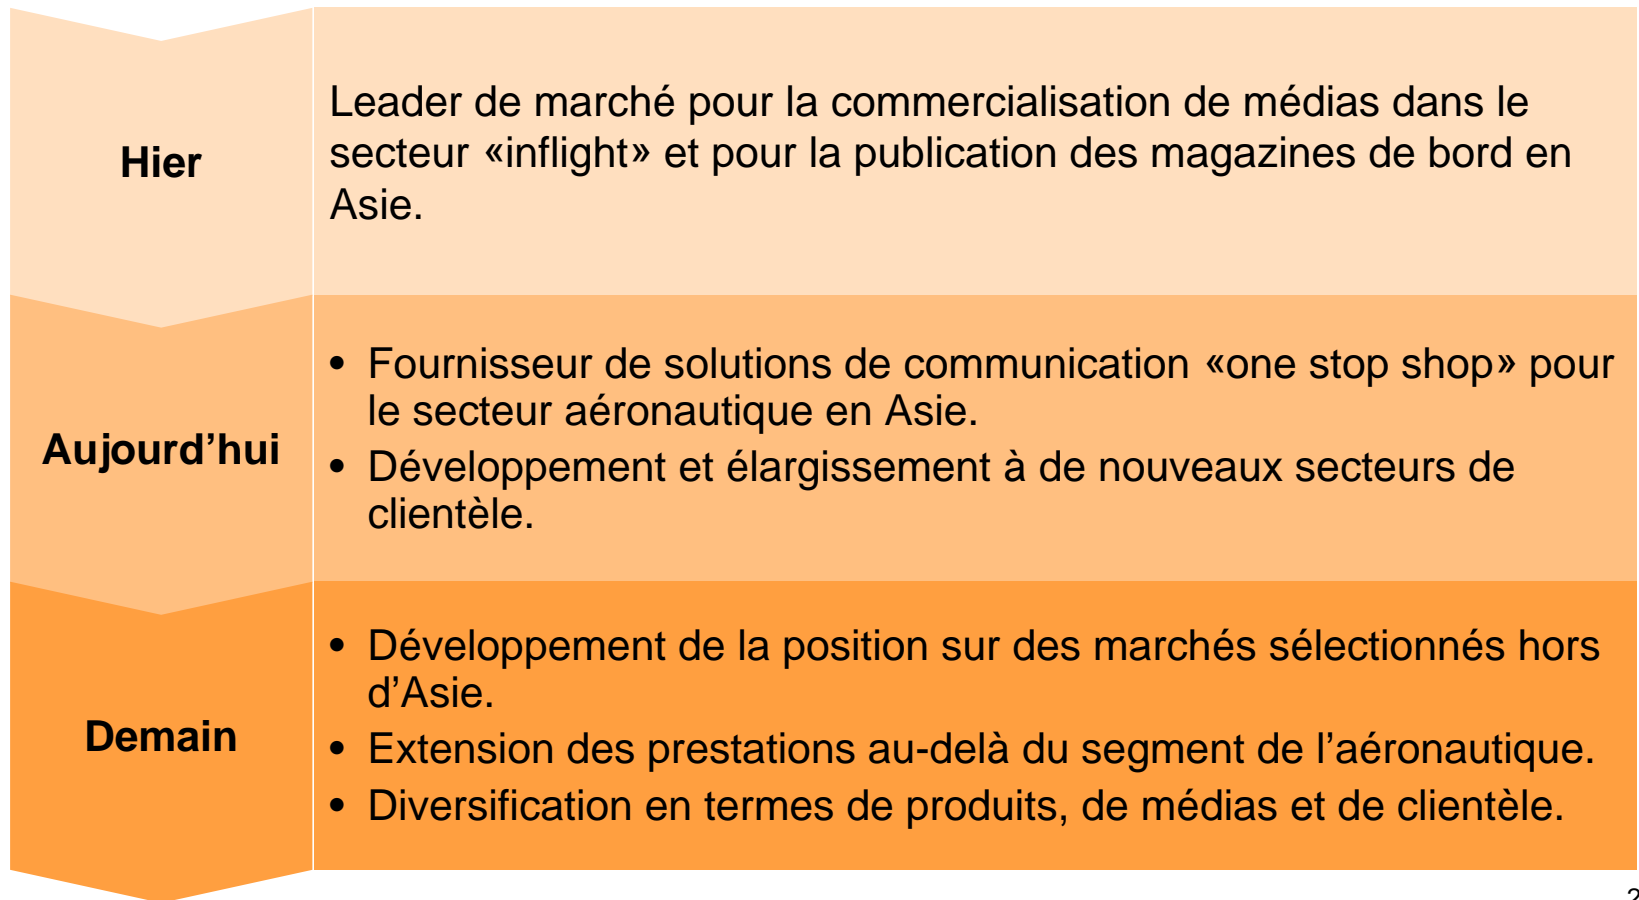 Hier
Leader de marché pour la commercialisation de médias dans le
secteur «inflight» et pour la publication des magazines de bord en
Asie.
Aujourd’hui
• Fournisseur de solutions de communication «one stop shop» pour
le secteur aéronautique en Asie.
• Développement et élargissement à de nouveaux secteurs de
clientèle.
Demain
• Développement de la position sur des marchés sélectionnés hors
d’Asie.
• Extension des prestations au-delà du segment de l’aéronautique.
• Diversification en termes de produits, de médias et de clientèle.
2